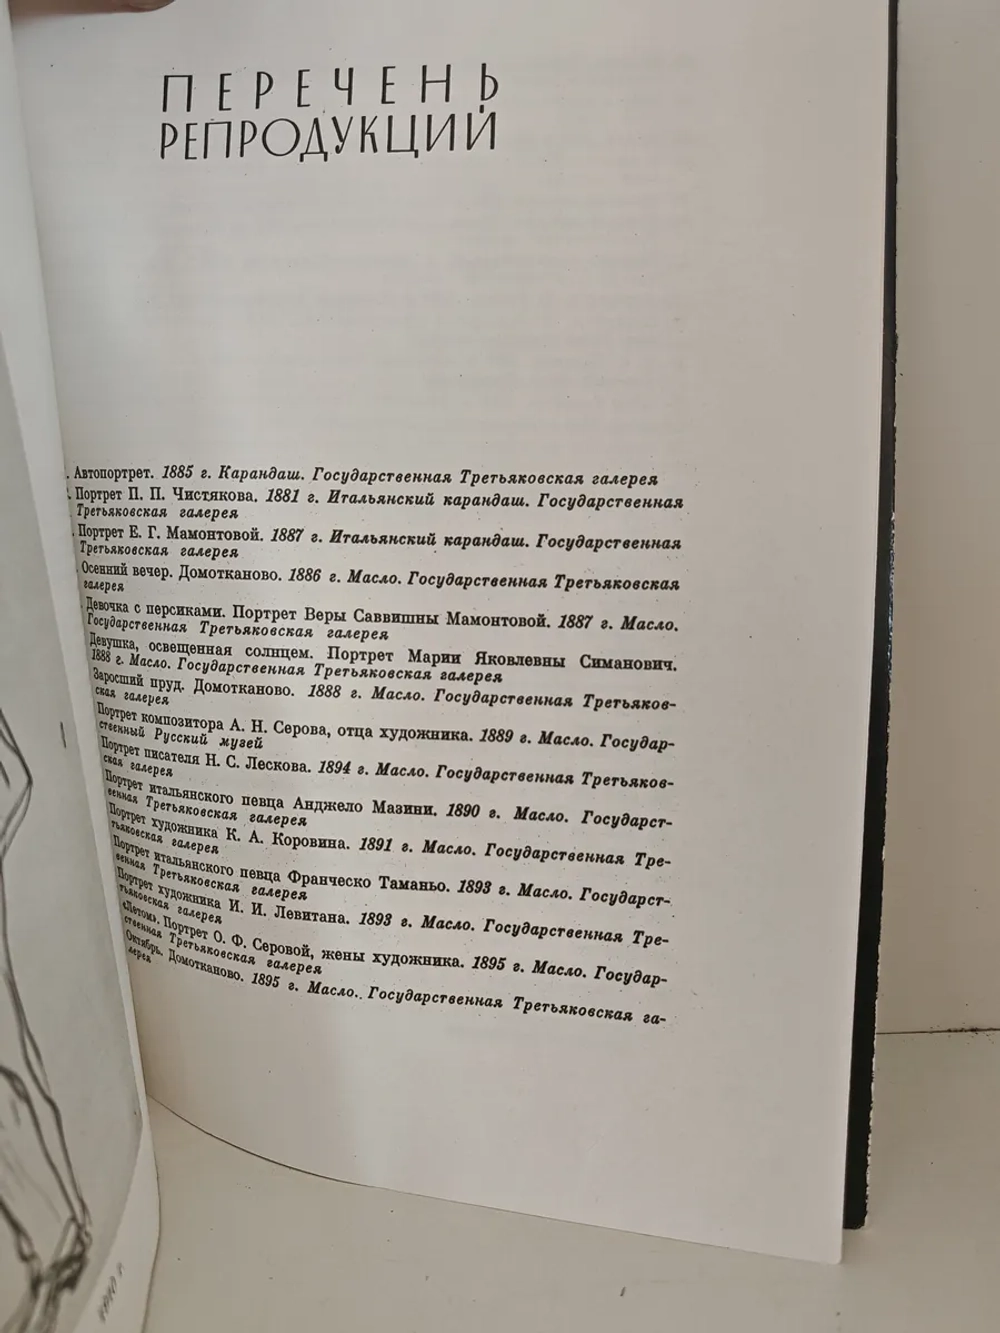 ПЕРЕЧЕНЬ
РЕПРОДУКЦИЙ
. Автопортрет. 1885 г. Карандаш. Государственная Третьяковская галерея
. Портрет П. П. Чистякова. 1881 г. Итальянский карандаш. Государственная
Третьяковская галерея
. Портрет Е. Г. Мамонтовой. 1887 г. Итальянский карандаш. Государственная
Третьяковская галерея
. Осенний вечер. Домотканово. 1886 г. Масло. Государственная Третьяковская
галерея
. Девочка с персиками. Портрет Веры Саввишны Мамонтовой. 1887 г. Масло.
Государственная Третьяковская галерея
Девушка, освещенная солнцем. Портрет Марии Яковлевны Симанович.
1888 г. Масло. Государственная Третьяковская галерея
Заросший пруд. Домотканово. 1888 г. Масло. Государственная Третьяков-
ская галерея
Портрет композитора А. Н. Серова, отца художника. 1889 г. Масло. Государ-
ственный Русский музей
Портрет писателя Н. С. Лескова. 1894 г. Масло. Государственная Третьяков-
ская галерея
Портрет итальянского певца Анджело Мазини. 1890 г. Масло. Государст-
венная Третьяковская галерея
Портрет художника К. А. Коровина. 1891 г. Масло. Государственная Тре-
тьяковская галерея
Портрет итальянского певца Франческо Таманьо. 1893 г. Масло. Государст-
венная Третьяковская галерея
Портрет художника И. И. Левитана. 1893 г. Масло. Государственная Тре-
тьяковская галерея
«Летом». Портрет О. Ф. Серовой, жены художника. 1895 г. Масло. Государ-
ственная Третьяковская галерея
Октябрь. Домотканово. 1895 г. Масло. Государственная Третьяковская га-
лерея